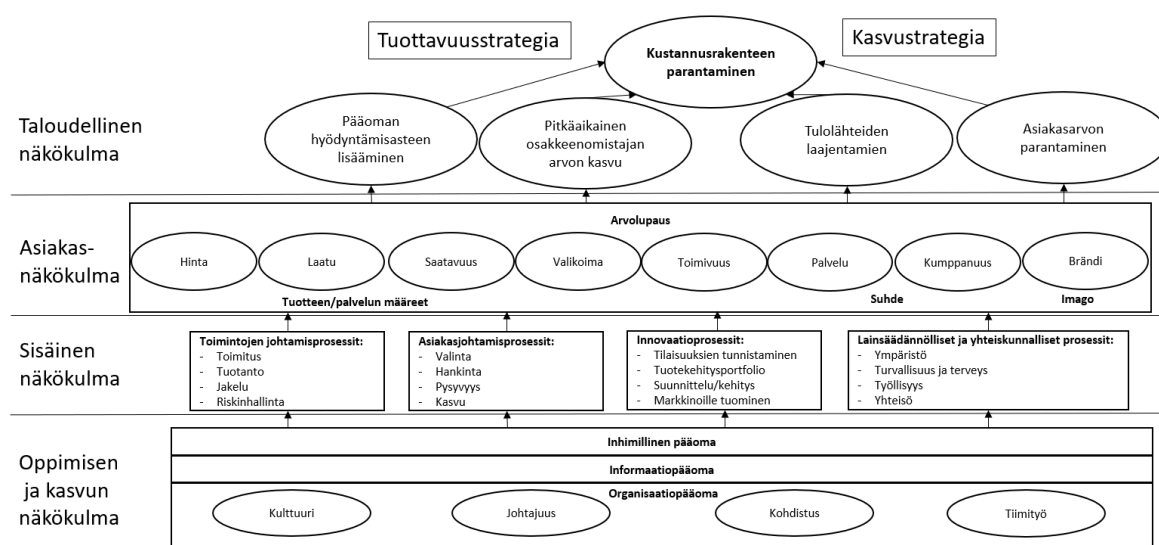 Tuottavuusstrategia
Kasvustrategia
Kustannusrakenteen
parantaminen
Taloudellinen
näkökulma
Pääoman
hyödyntämisasteen
lisääminen
Pitkäaikainen
osakkeenomistajan
arvon kasvu
Tulolähteiden
laajentamien
Asiakasarvon
parantaminen
Asiakas-
näkökulma
Arvolupaus
Hinta
Laatu
Saatavuus
Valikoima
Toimivuus
Palvelu
Kumppanuus
Brändi
Tuotteen/palvelun määreet
Suhde
Imago
Sisäinen
näkökulma
Toimintojen johtamisprosessit:
- Toimitus
- Tuotanto
- Jakelu
- Riskinhallinta
Asiakasjohtamisprosessit:
- Valinta
- Hankinta
- Pysyvyys
- Kasvu
Innovaatioprosessit:
- Tilaisuuksien tunnistaminen
- Tuotekehitysportfolio
- Suunnittelu/kehitys
- Markkinoille tuominen
Lainsäädännölliset ja yhteiskunnalliset prosessit:
- Ympäristö
- Turvallisuus ja terveys
- Työllisyys
- Yhteisö
Oppimisen
ja kasvun
näkökulma
Inhimillinen pääoma
Informaatiopääoma
Organisaatiopääoma
Kulttuuri
Johtajuus
Kohdistus
Tiimityö